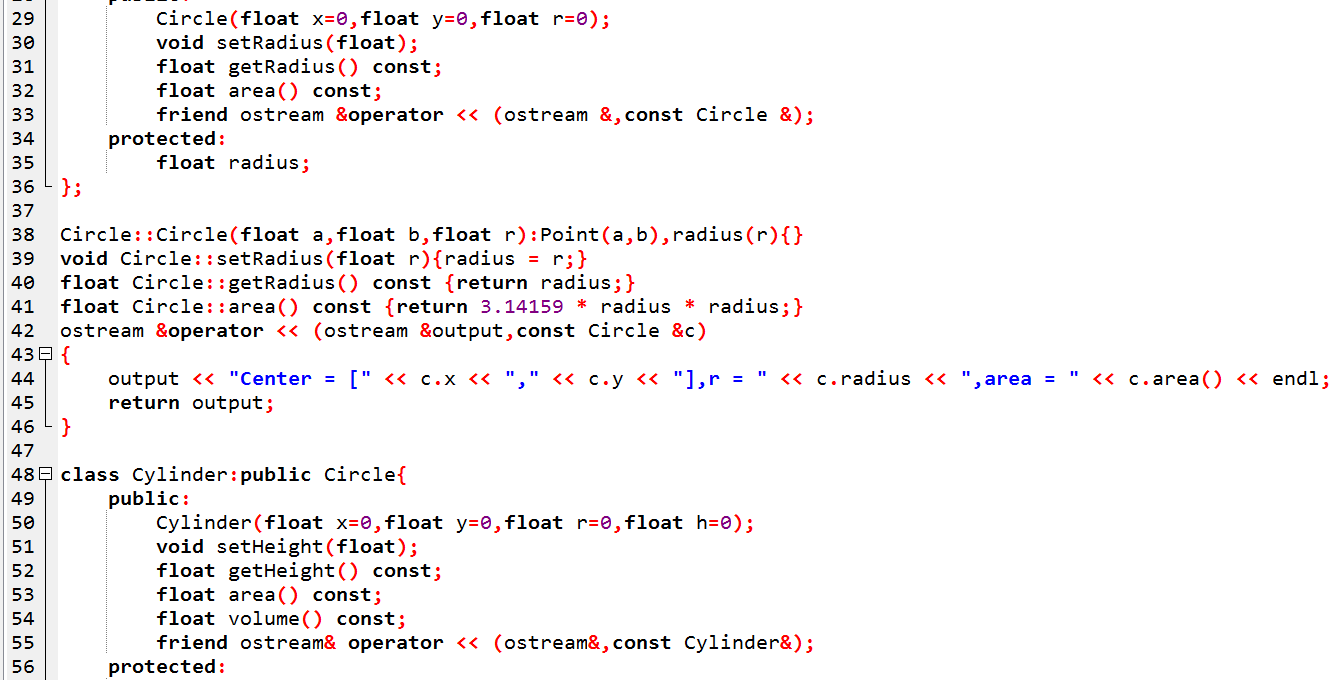 29 Circle(float x=0,float y=0,float r=0);
30 void setRadius(float);
31 float getRadius() const;
32 float area() const;
33 friend ostream &operator << (ostream &,const Circle &);
34 protected:
35 float radius;
36 };
37
38 Circle::Circle(float a,float b,float r):Point(a,b),radius(r){}
39 void Circle::setRadius(float r){radius = r;}
40 float Circle::getRadius() const {return radius;}
41 float Circle::area() const {return 3.14159 * radius * radius;}
42 ostream &operator << (ostream &output,const Circle &c)
43 {
44 output << "Center = [" << c.x << "," << c.y << "],r = " << c.radius << ",area = " << c.area() << endl;
45 return output;
46 }
47
48 class Cylinder:public Circle{
49 public:
50 Cylinder(float x=0,float y=0,float r=0,float h=0);
51 void setHeight(float);
52 float getHeight() const;
53 float area() const;
54 float volume() const;
55 friend ostream& operator << (ostream&,const Cylinder&);
56 protected: